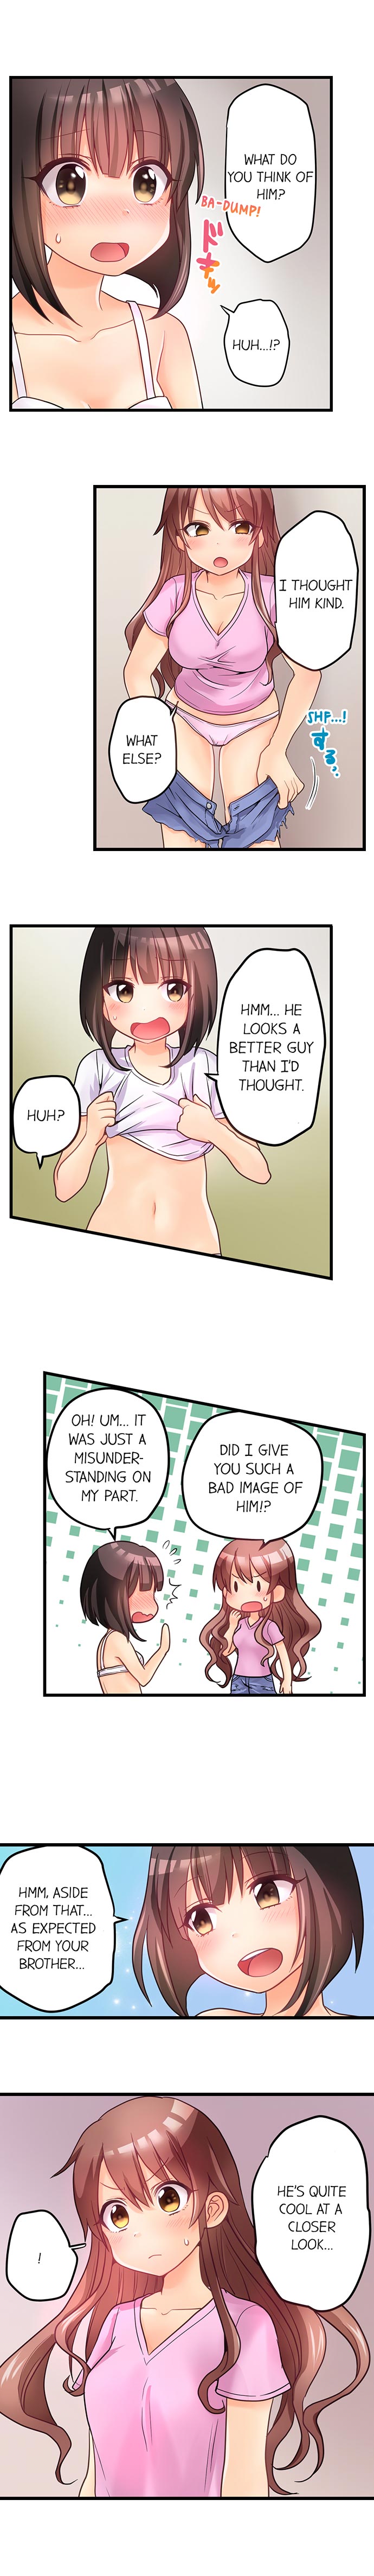 WHAT DO
YOU THINK OF
HIM?
BA-DUMP!
ドキッ
HUH...!?
I THOUGHT
HIM KIND.
SHF...!
する..
WHAT
ELSE?
HMM... HE
LOOKS A
BETTER GUY
THAN I'D
THOUGHT.
HUH?
OH! UM... IT
WAS JUST A
MISUNDER-
STANDING ON
MY PART.
DID I GIVE
YOU SUCH A
BAD IMAGE OF
HIM!?
HMM, ASIDE
FROM THAT...
AS EXPECTED
FROM YOUR
BROTHER...
HE'S QUITE
COOL AT A
CLOSER
LOOK...
!